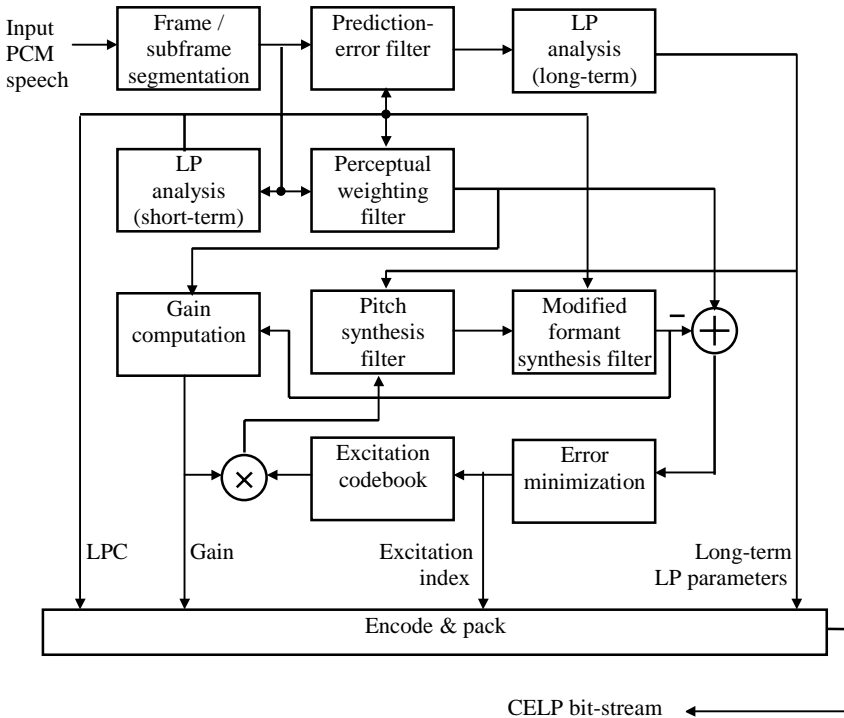 Input
PCM
speech
Frame /
subframe
segmentation
Prediction-
error filter
LP
analysis
(long-term)
LP
analysis
(short-term)
Perceptual
weighting
filter
Gain
computation
Pitch
synthesis
filter
Modified
formant
synthesis filter
−
+
×
Excitation
codebook
Error
minimization
LPC
Gain
Excitation
index
Long-term
LP parameters
Encode & pack
CELP bit-stream